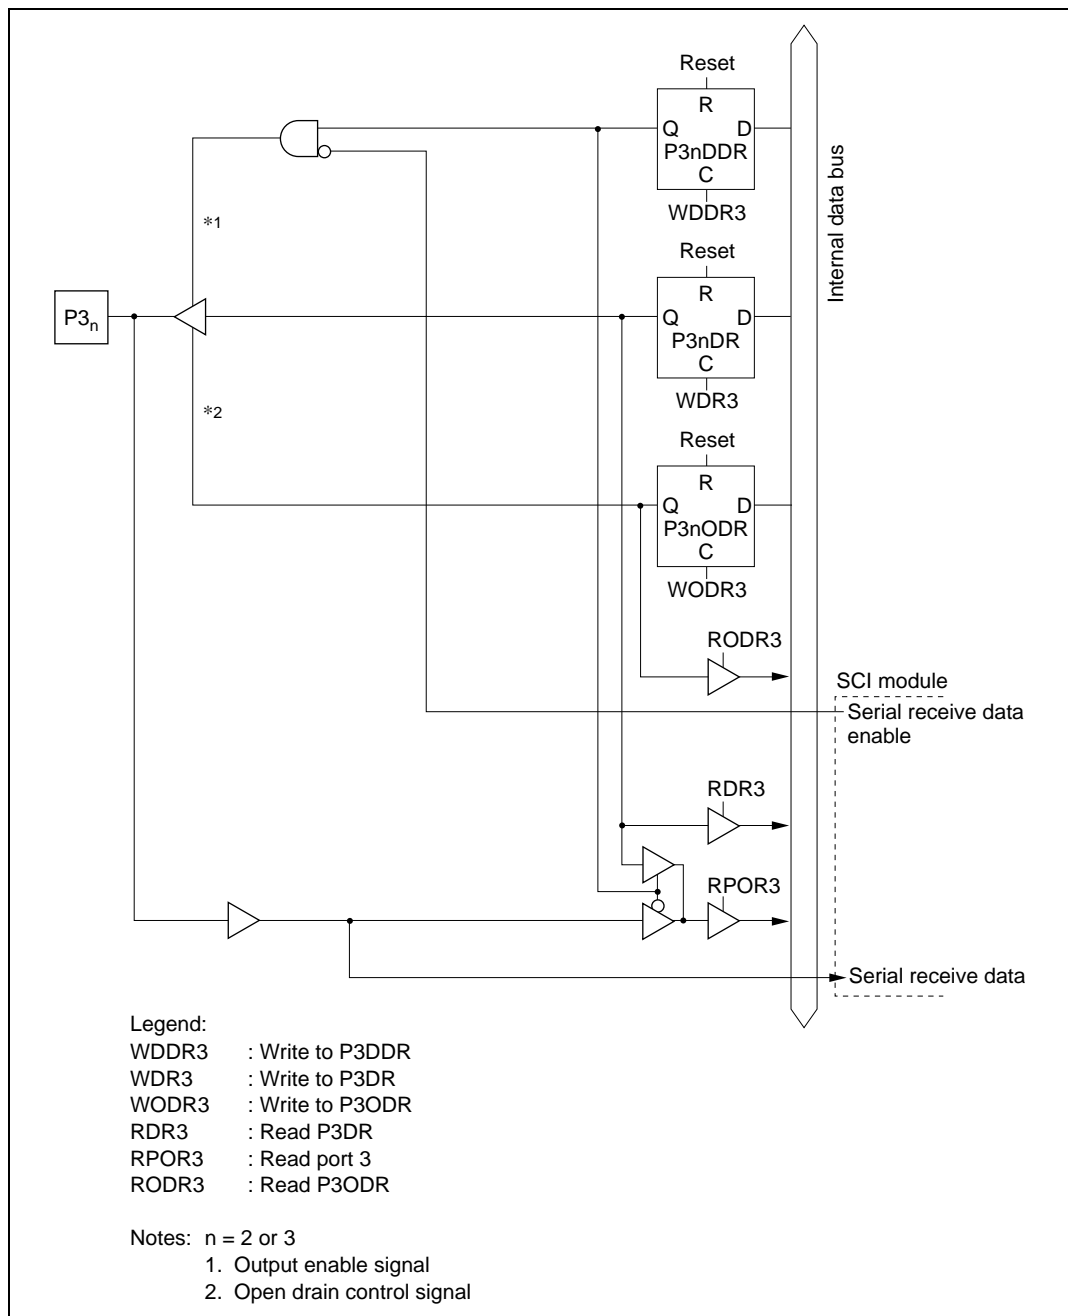 Reset
R
Q D
P3nDDR
C
WDDR3
Internal data bus
*1
Reset
R
Q D
P3nDR
C
WDR3
P3n
*2
Reset
R
Q D
P3nODR
C
WODR3
RODR3
SCI module
Serial receive data
enable
RDR3
RPOR3
Serial receive data
Legend:
WDDR3 : Write to P3DDR
WDR3 : Write to P3DR
WODR3 : Write to P3ODR
RDR3 : Read P3DR
RPOR3 : Read port 3
RODR3 : Read P3ODR
Notes: n = 2 or 3
1. Output enable signal
2. Open drain control signal